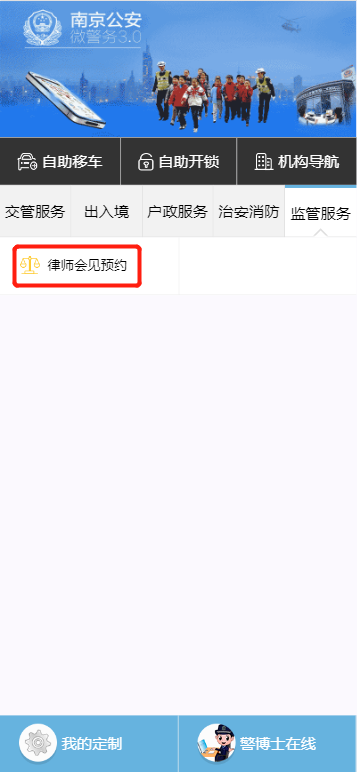 南京公安
微警务3.0
自助移车 自助开锁 机构导航
交管服务 出入境 户政服务 治安消防 监管服务
律师会见预约
我的定制 警博士在线